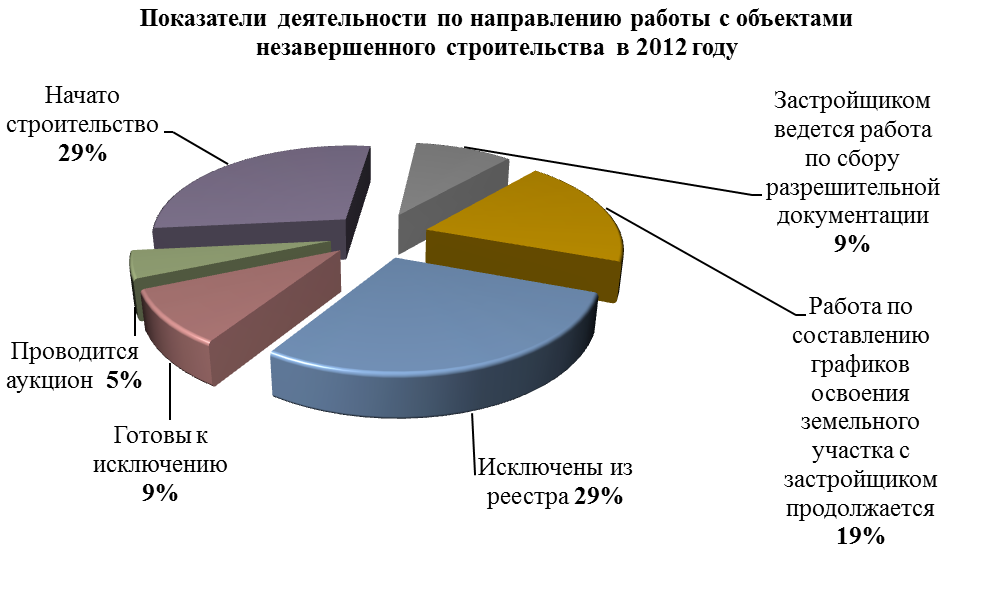 Показатели деятельности по направлению работы с объектами
незавершенного строительства в 2012 году
Начато
строительство
29%
Застройщиком
ведется работа
по сбору
разрешительной
документации
9%
Работа по
составлению
графиков
освоения
земельного
участка с
застройщиком
продолжается
19%
Проводится
аукцион 5%
Готовы к
исключению
9%
Исключены из
реестра 29%